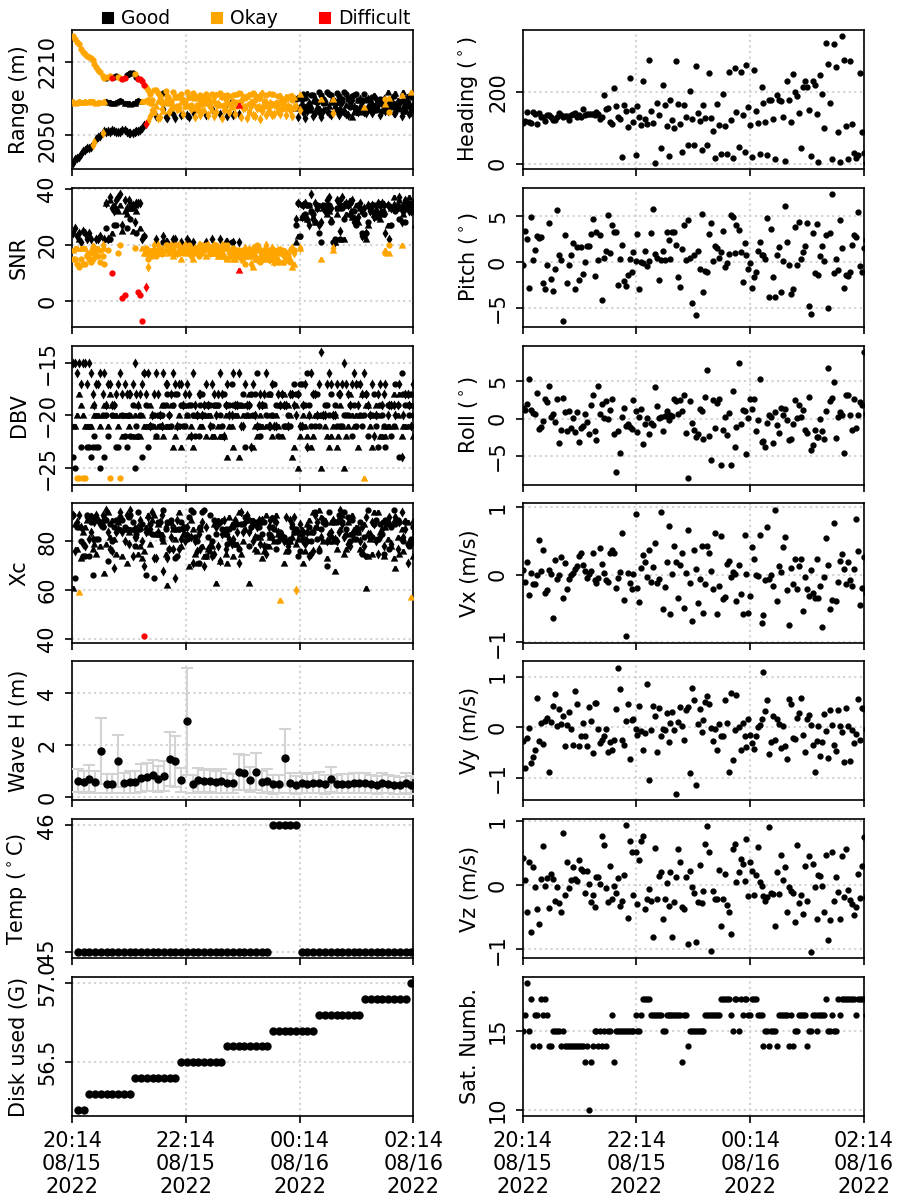 Good Okay Difficult
Range (m)
2210
2050
Heading (°)
200
0
SNR
40
20
0
Pitch (°)
5
0
−5
DBV
−15
−20
−25
Roll (°)
5
0
−5
Xc
80
60
40
Vx (m/s)
1
0
−1
Wave H (m)
4
2
0
Vy (m/s)
1
0
−1
Temp (°C)
46
45
Vz (m/s)
1
0
−1
Disk used (G)
57.0
56.5
Sat. Numb.
15
10
20:14 22:14 00:14 02:14
08/15 08/15 08/16 08/16
2022 2022 2022 2022
20:14 22:14 00:14 02:14
08/15 08/15 08/16 08/16
2022 2022 2022 2022